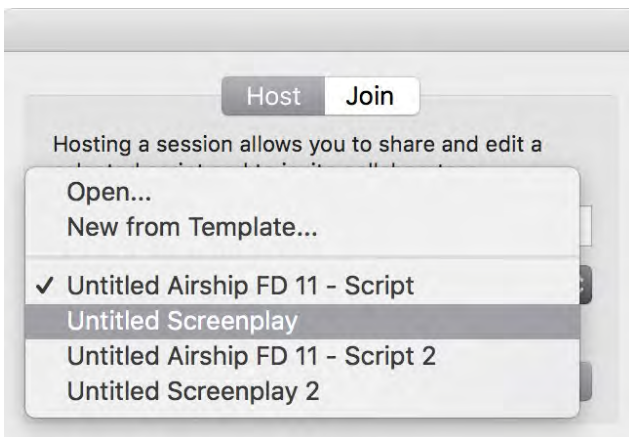 Host Join
Hosting a session allows you to share and edit a
Open...
New from Template...
✓ Untitled Airship FD 11 - Script
Untitled Screenplay
Untitled Airship FD 11 - Script 2
Untitled Screenplay 2